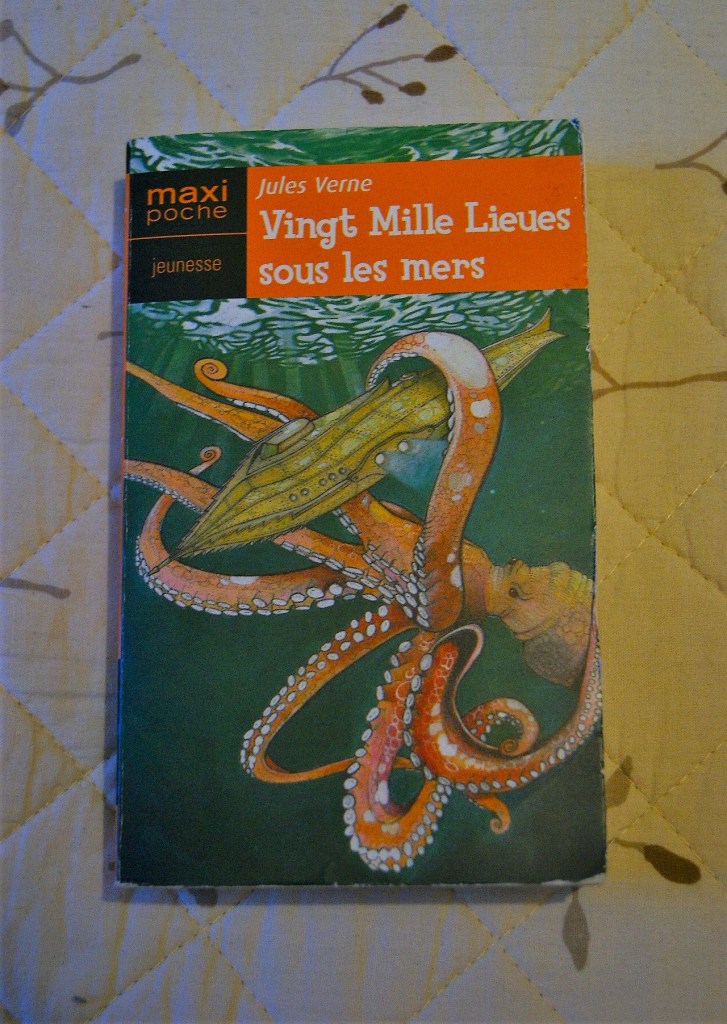 maxi
poche
jeunesse
Jules Verne
Vingt Mille Lieues
sous les mers